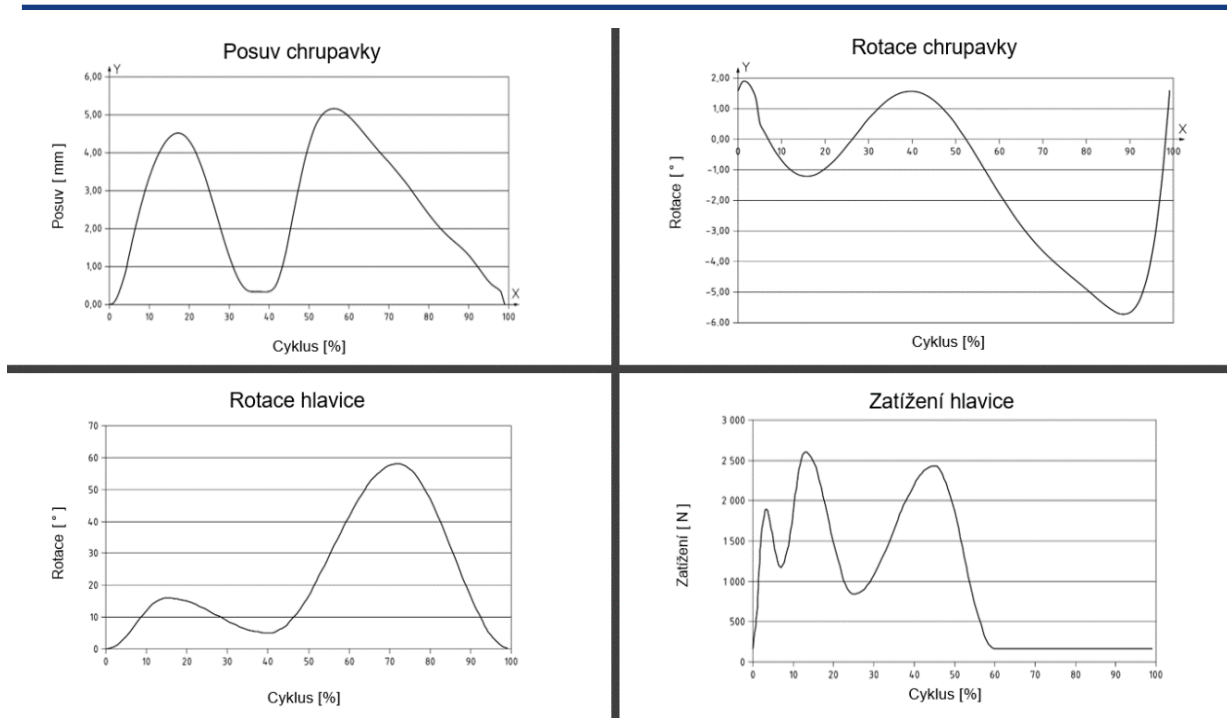 Posuv chrupavky
Y
6,00
5,00
4,00
3,00
2,00
1,00
0,00
Posuv [ mm ]
X
0 10 20 30 40 50 60 70 80 90 100
Cyklus [%]
Rotace chrupavky
Y
2,00
1,00
0,00
-1,00
-2,00
-3,00
-4,00
-5,00
-6,00
Rotace [ ° ]
X
0 10 20 30 40 50 60 70 80 90 100
Cyklus [%]
Rotace hlavice
70
60
50
40
30
20
10
0
Rotace [ ° ]
0 10 20 30 40 50 60 70 80 90 100
Cyklus [%]
Zatížení hlavice
3 000
2 500
2 000
1 500
1 000
500
0
Zatížení [ N ]
0 10 20 30 40 50 60 70 80 90 100
Cyklus [%]